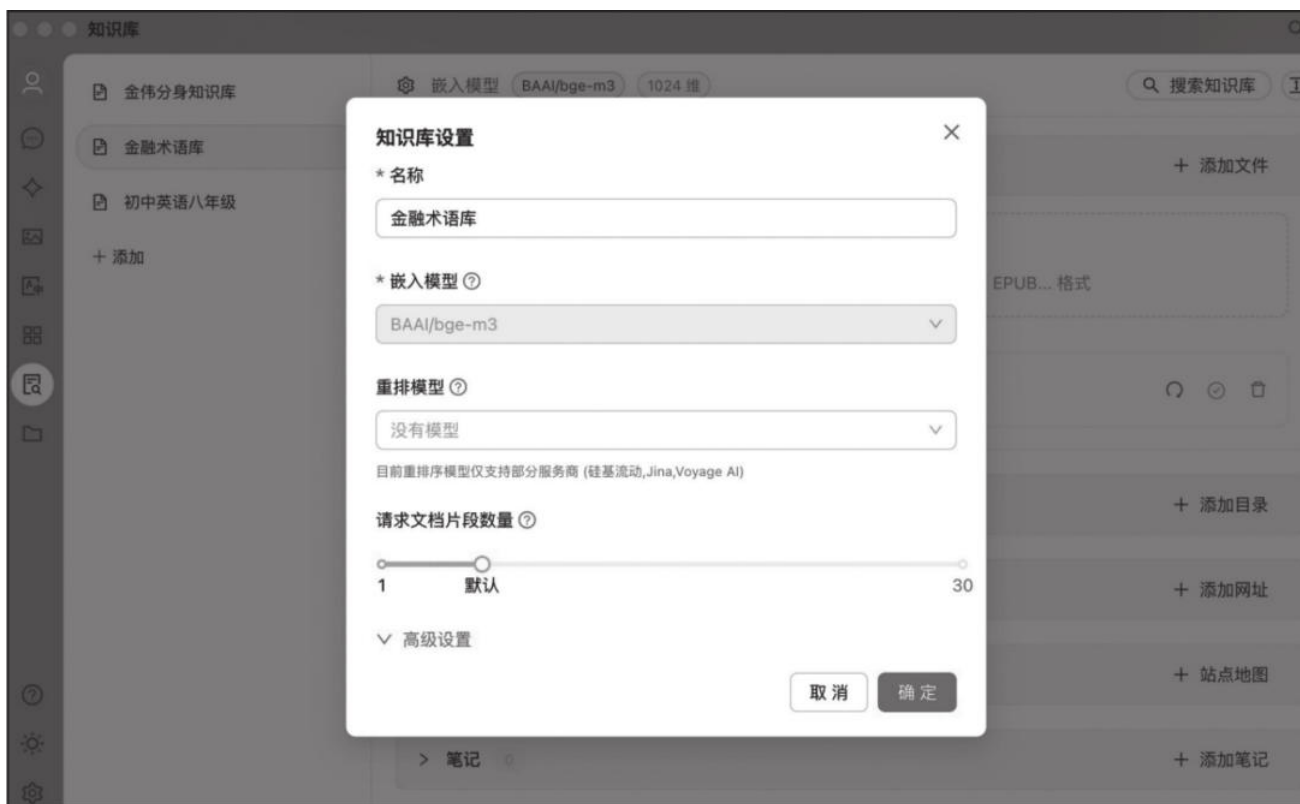 知识库
金伟分身知识库
金融术语库
初中英语八年级
+ 添加
嵌入模型 BAAI/bge-m3 1024 维
搜索知识库
+ 添加文件
EPUB... 格式
+ 添加目录
+ 添加网址
+ 站点地图
笔记 0
+ 添加笔记
知识库设置
* 名称
金融术语库
* 嵌入模型
BAAI/bge-m3
重排模型
没有模型
目前重排序模型仅支持部分服务商 (硅基流动,Jina,Voyage AI)
请求文档片段数量
1 默认 30
高级设置
取消 确定